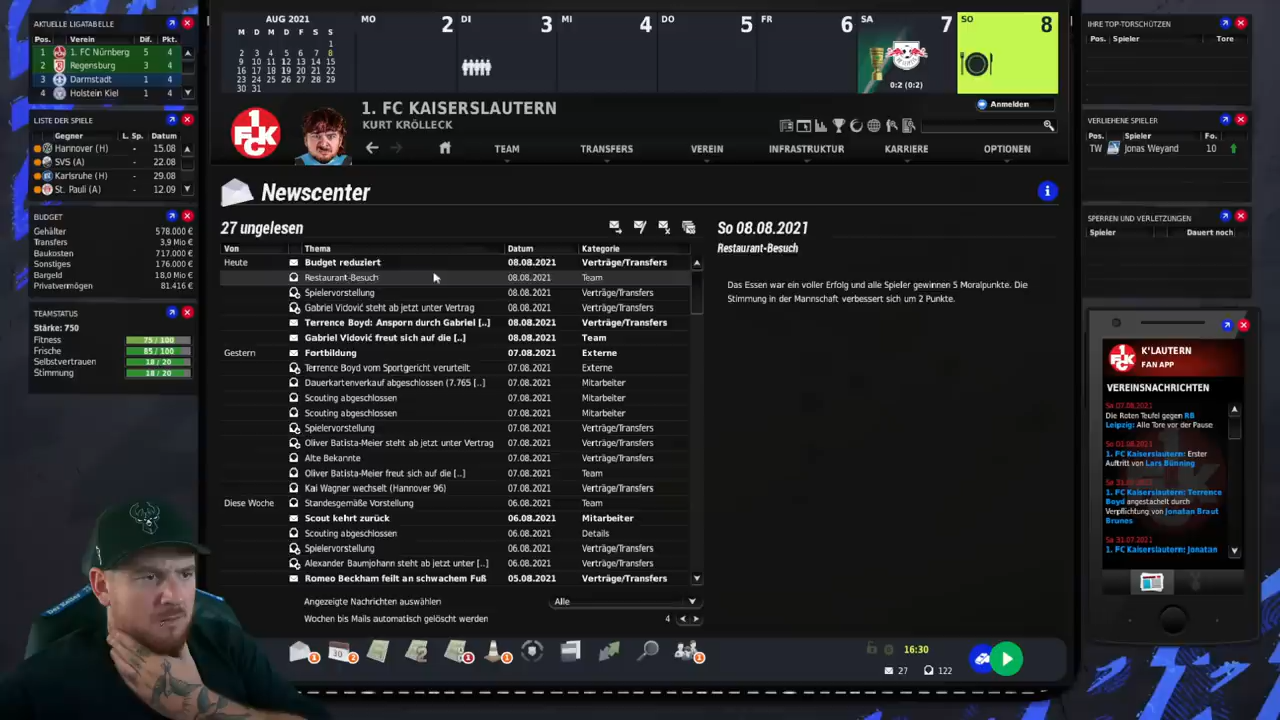 AKTUELLE LIGATABELLE
Pos. Verein Dif. Pkt.
1 1. FC Nürnberg 5 4
2 Regensburg 3 4
3 Darmstadt 1 4
4 Holstein Kiel 1 4
LISTE DER SPIELE
Gegner L. Sp. Datum
Hannover (H) - 15.08
SVS (A) - 22.08
Karlsruhe (H) - 29.08
St. Pauli (A) - 12.09
BUDGET
Gehälter 578.000 €
Transfers 3,9 Mio €
Baukosten 717.000 €
Sonstiges 176.000 €
Bargeld 18,0 Mio €
Privatvermögen 81.416 €
TEAMSTATUS
Stärke: 750
Fitness 75 / 100
Frische 85 / 100
Selbstvertrauen 18 / 20
Stimmung 18 / 20
AUG 2021
M D M D F S S
1
2 3 4 5 6 7 8
9 10 11 12 13 14 15
16 17 18 19 20 21 22
23 24 25 26 27 28 29
30 31
MO 2
DI 3
MI 4
DO 5
FR 6
SA 7
0:2 (0:2)
SO 8
1. FC KAISERSLAUTERN
KURT KRÖLLECK
Anmelden
TEAM TRANSFERS VEREIN INFRASTRUKTUR KARRIERE OPTIONEN
Newscenter
27 ungelesen
Von Thema Datum Kategorie
Heute Budget reduziert 08.08.2021 Verträge/Transfers
Restaurant-Besuch 08.08.2021 Team
Spielervorstellung 08.08.2021 Verträge/Transfers
Gabriel Vidović steht ab jetzt unter Vertrag 08.08.2021 Verträge/Transfers
Terrence Boyd: Ansporn durch Gabriel [..] 08.08.2021 Verträge/Transfers
Gabriel Vidović freut sich auf die [..] 08.08.2021 Team
Gestern Fortbildung 07.08.2021 Externe
Terrence Boyd vom Sportgericht verurteilt 07.08.2021 Externe
Dauerkartenverkauf abgeschlossen (7.765 [..] 07.08.2021 Mitarbeiter
Scouting abgeschlossen 07.08.2021 Mitarbeiter
Scouting abgeschlossen 07.08.2021 Mitarbeiter
Spielervorstellung 07.08.2021 Verträge/Transfers
Oliver Batista-Meier steht ab jetzt unter Vertrag 07.08.2021 Verträge/Transfers
Alte Bekannte 07.08.2021 Verträge/Transfers
Oliver Batista-Meier freut sich auf die [..] 07.08.2021 Team
Kai Wagner wechselt (Hannover 96) 07.08.2021 Verträge/Transfers
Diese Woche Standesgemäße Vorstellung 06.08.2021 Team
Scout kehrt zurück 06.08.2021 Mitarbeiter
Scouting abgeschlossen 06.08.2021 Details
Spielervorstellung 06.08.2021 Verträge/Transfers
Alexander Baumjohann steht ab jetzt unter [..] 06.08.2021 Verträge/Transfers
Romeo Beckham feilt an schwachem Fuß 05.08.2021 Verträge/Transfers
Angezeigte Nachrichten auswählen Alle
Wochen bis Mails automatisch gelöscht werden 4
So 08.08.2021
Restaurant-Besuch
Das Essen war ein voller Erfolg und alle Spieler gewinnen 5 Moralpunkte. Die
Stimmung in der Mannschaft verbessert sich um 2 Punkte.
16:30
27 122
IHRE TOP-TORSCHÜTZEN
Pos. Spieler Tore
VERLIEHENE SPIELER
Pos. Spieler Fo.
TW Jonas Weyand 10
SPERREN UND VERLETZUNGEN
Spieler Dauert noch
K'LAUTERN
FAN APP
VEREINSNACHRICHTEN
Sa 07.08.2021
Die Roten Teufel gegen RB
Leipzig: Alle Tore vor der Pause
1. FC Kaiserslautern: Erster
Auftritt von Lars Bünning
1. FC Kaiserslautern: Terrence
Boyd angestachelt durch
Verpflichtung von Jonatan Braut
Brunes
Sa 31.07.2021
1. FC Kaiserslautern: Jonatan